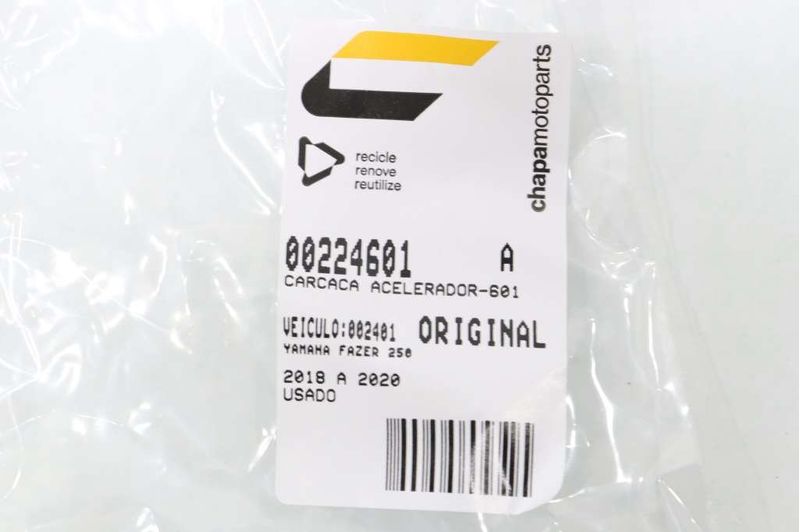 chapamotoparts
recicle
renove
reutilize
00224601 A
CARCACA ACELERADOR-601
VEICULO:002401 ORIGINAL
YAMAHA FAZER 250
2018 A 2020
USADO